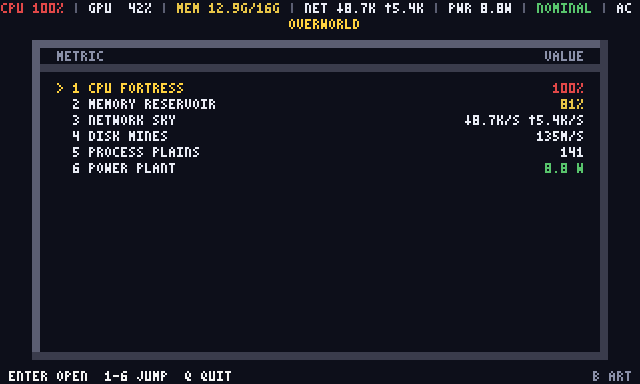 CPU 100% | GPU 42% | MEM 12.9G/16G | NET ↓8.7K ↑5.4K | PWR 8.8W | NOMINAL | AC
OVERWORLD
METRIC VALUE
> 1 CPU FORTRESS 100%
2 MEMORY RESERVOIR 81%
3 NETWORK SKY ↓8.7K/S ↑5.4K/S
4 DISK MINES 135M/S
5 PROCESS PLAINS 141
6 POWER PLANT 8.8 W
ENTER OPEN 1-6 JUMP Q QUIT B ART